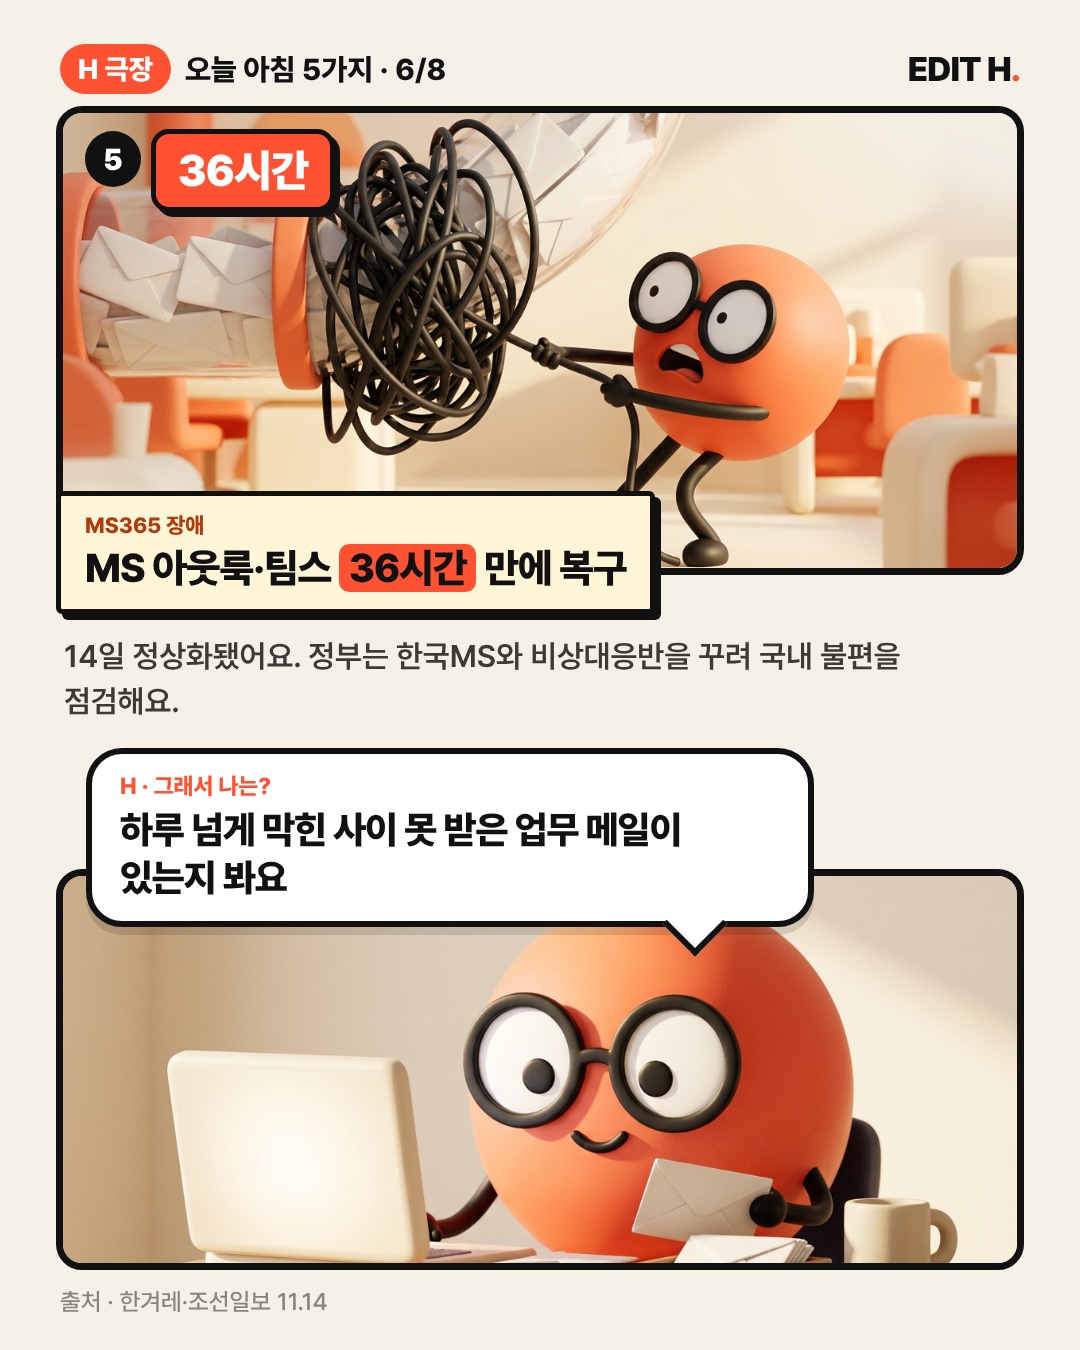 H 극장 오늘 아침 5가지 · 6/8 EDIT H.
5 36시간
MS365 장애
MS 아웃룩·팀스 36시간 만에 복구
14일 정상화됐어요. 정부는 한국MS와 비상대응반을 꾸려 국내 불편을
점검해요.
H · 그래서 나는?
하루 넘게 막힌 사이 못 받은 업무 메일이
있는지 봐요
출처 · 한겨레·조선일보 11.14